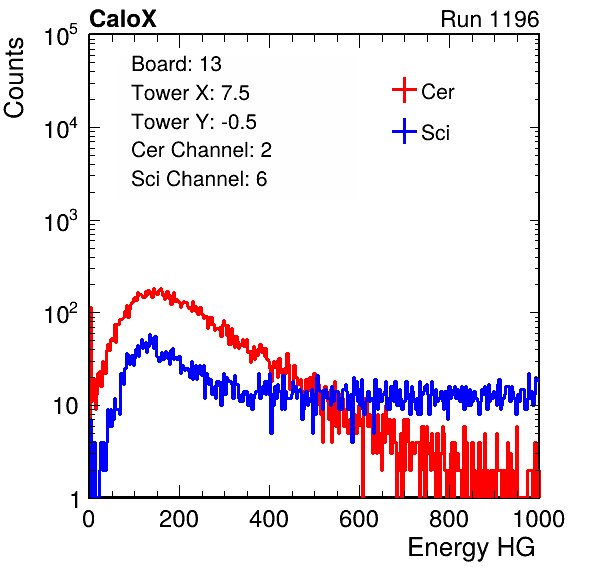 CaloX Run 1196
Counts
10^5
10^4
10^3
10^2
10
1
Board: 13
Tower X: 7.5
Tower Y: -0.5
Cer Channel: 2
Sci Channel: 6
Cer
Sci
0 200 400 600 800 1000
Energy HG